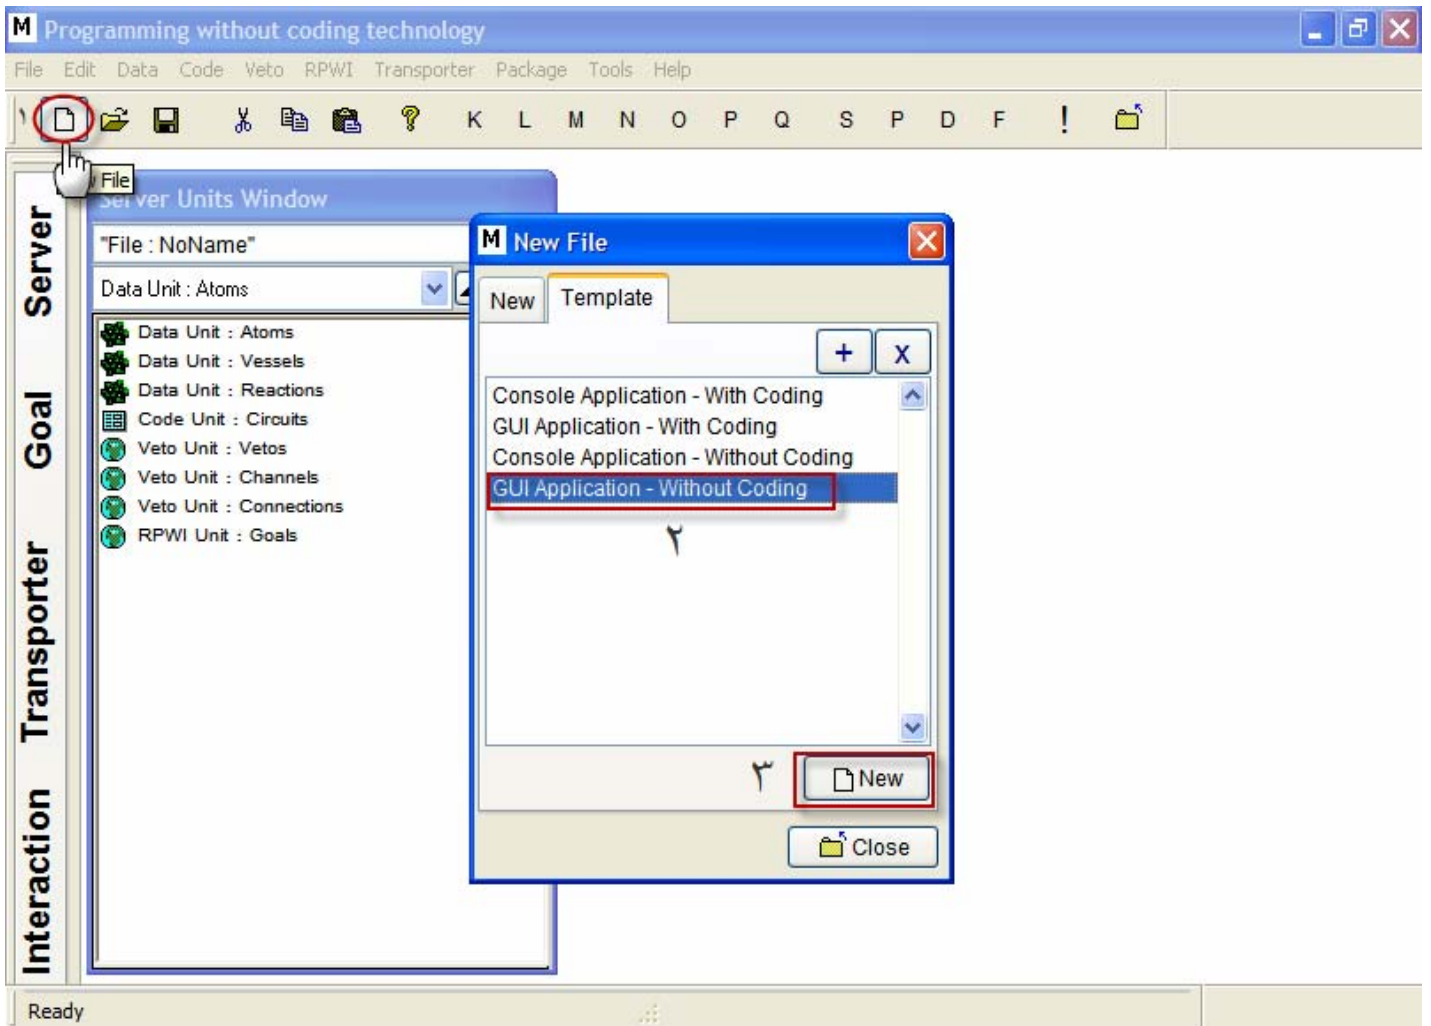 M Programming without coding technology
File Edit Data Code Veto RPWI Transporter Package Tools Help
١ K L M N O P Q S P D F !
File
Server Units Window
"File : NoName"
Data Unit : Atoms
Data Unit : Atoms
Data Unit : Vessels
Data Unit : Reactions
Code Unit : Circuits
Veto Unit : Vetos
Veto Unit : Channels
Veto Unit : Connections
RPWI Unit : Goals
Server
Goal
Transporter
Interaction
M New File
New Template
+ X
Console Application - With Coding
GUI Application - With Coding
Console Application - Without Coding
GUI Application - Without Coding
٢
٣ New
Close
Ready